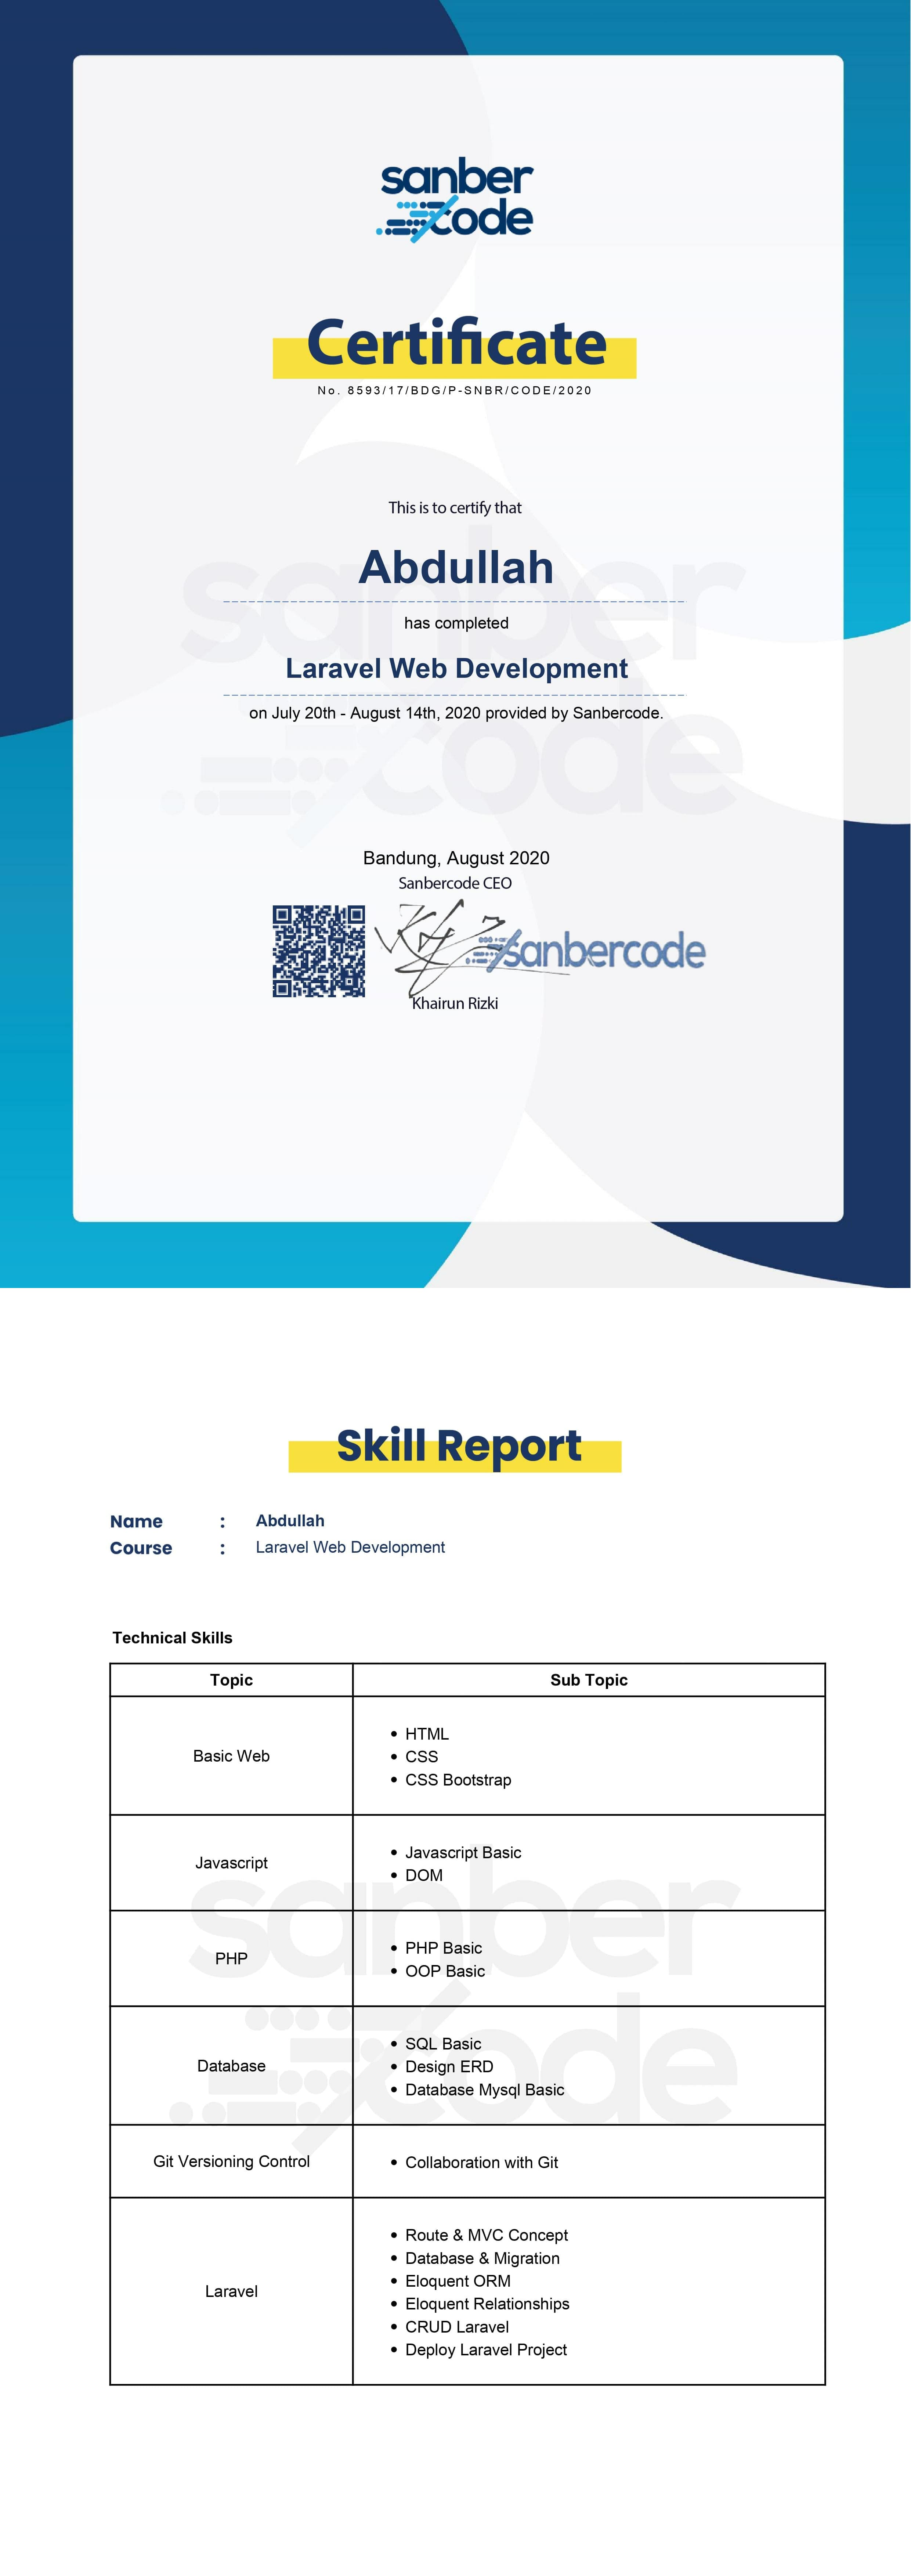 sanber
code
Certificate
No. 8593/17/BDG/P-SNBR/CODE/2020
This is to certify that
Abdullah
has completed
Laravel Web Development
on July 20th - August 14th, 2020 provided by Sanbercode.
sanber
code
Bandung, August 2020
Sanbercode CEO
sanbercode
Khairun Rizki
Skill Report
Name : Abdullah
Course : Laravel Web Development
Technical Skills
Topic Sub Topic
Basic Web
• HTML
• CSS
• CSS Bootstrap
Javascript
• Javascript Basic
• DOM
sanber
code
PHP
• PHP Basic
• OOP Basic
Database
• SQL Basic
• Design ERD
• Database Mysql Basic
Git Versioning Control
• Collaboration with Git
Laravel
• Route & MVC Concept
• Database & Migration
• Eloquent ORM
• Eloquent Relationships
• CRUD Laravel
• Deploy Laravel Project